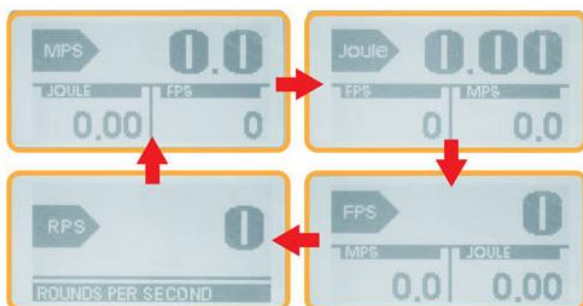 MPS 0.0
JOULE FPS
0.00 0
Joule 0.00
FPS MPS
0 0.0
FPS 0
MPS JOULE
0.0 0.00
RPS 0
ROUNDS PER SECOND